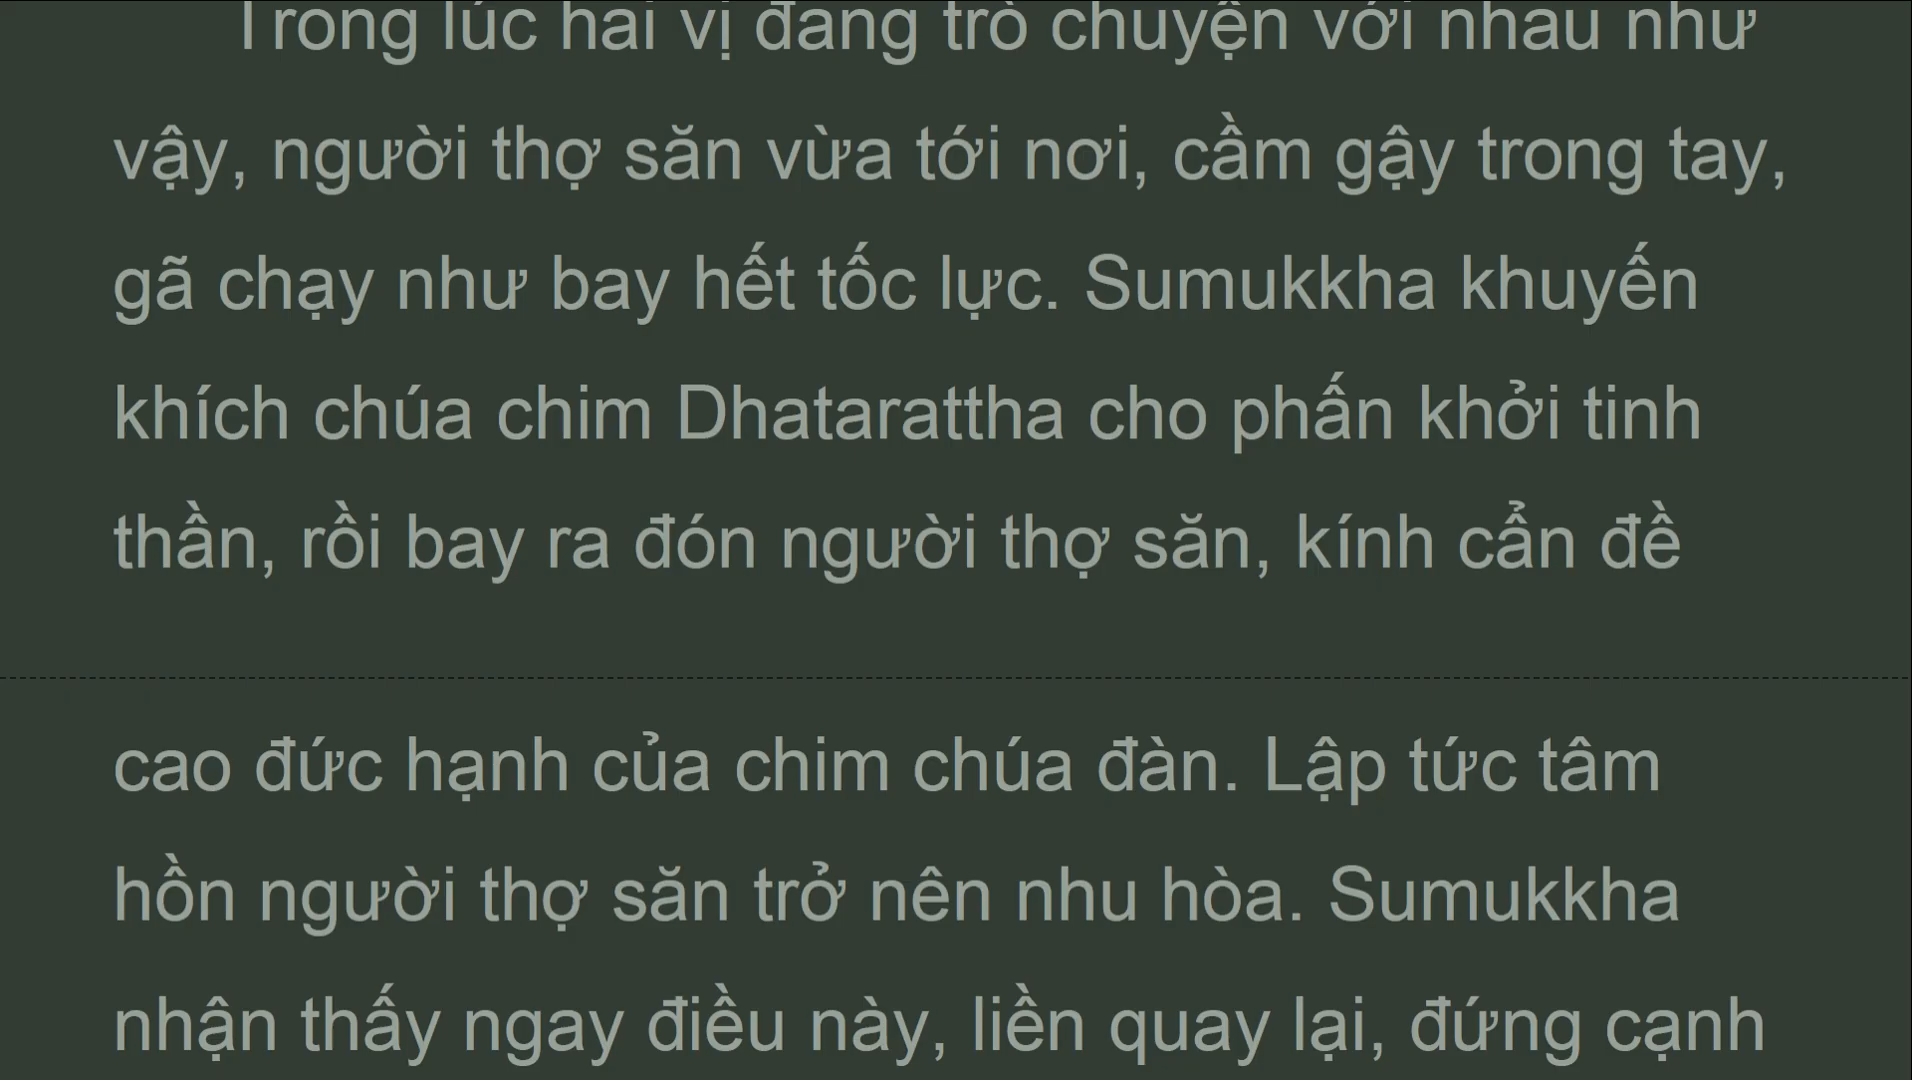 Trong lúc hai vị đang trò chuyện với nhau như
vậy, người thợ săn vừa tới nơi, cầm gậy trong tay,
gã chạy như bay hết tốc lực. Sumukkha khuyến
khích chúa chim Dhatarattha cho phấn khởi tinh
thần, rồi bay ra đón người thợ săn, kính cẩn đề
cao đức hạnh của chim chúa đàn. Lập tức tâm
hồn người thợ săn trở nên nhu hòa. Sumukkha
nhận thấy ngay điều này, liền quay lại, đứng cạnh